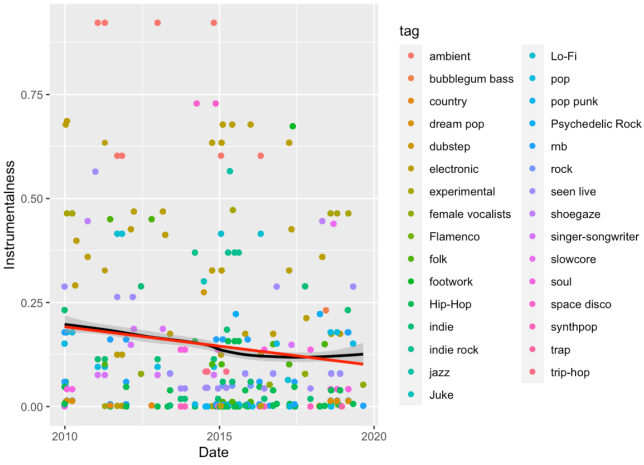 tag
ambient
bubblegum bass
country
dream pop
dubstep
electronic
experimental
female vocalists
Flamenco
folk
footwork
Hip-Hop
indie
indie rock
jazz
Juke
Lo-Fi
pop
pop punk
Psychedelic Rock
rnb
rock
seen live
shoegaze
singer-songwriter
slowcore
soul
space disco
synthpop
trap
trip-hop
Instrumentalness
0.75
0.50
0.25
0.00
2010
2015
2020
Date